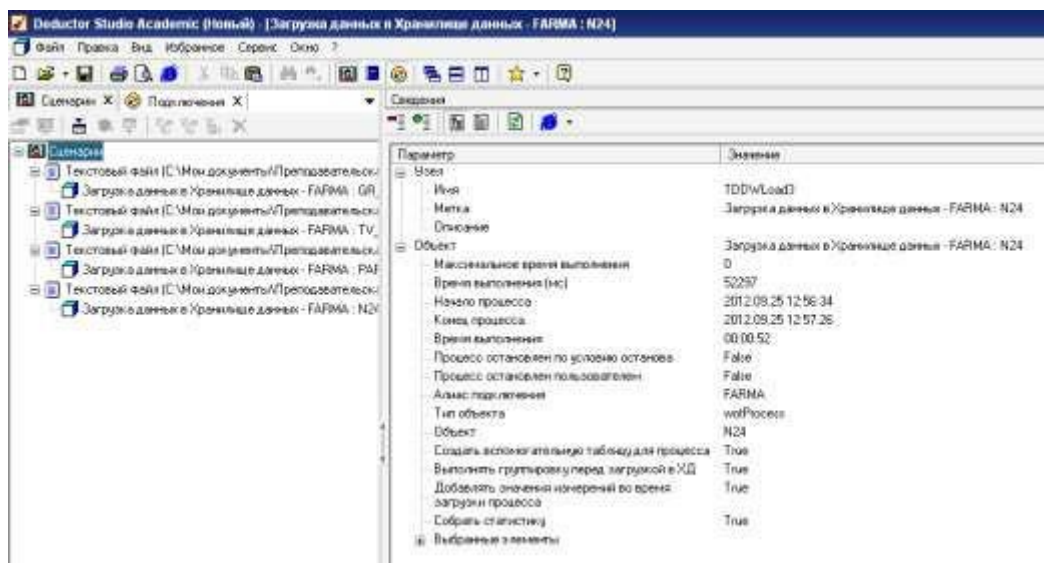 Deductor Studio Academic (Новый) - [Загрузка данных в Хранилище данных - FARMA : N24]
Файл Правка Вид Избранное Сервис Окно ?
Сценарии X Подключения X
Сведения
Сценарии
Текстовый файл (C:\Мои документы\Преподавательск
Загрузка данных в Хранилище данных - FARMA : GR_
Текстовый файл (C:\Мои документы\Преподавательск
Загрузка данных в Хранилище данных - FARMA : TV_
Текстовый файл (C:\Мои документы\Преподавательск
Загрузка данных в Хранилище данных - FARMA : PAR
Текстовый файл (C:\Мои документы\Преподавательск
Загрузка данных в Хранилище данных - FARMA : N24
Параметр Значение
Узел
Имя TDDWLoad3
Метка Загрузка данных в Хранилище данных - FARMA : N24
Описание
Объект Загрузка данных в Хранилище данных - FARMA : N24
Максимальное время выполнения 0
Время выполнения (мс) 52297
Начало процесса 2012.09.25 12:56:34
Конец процесса 2012.09.25 12:57:26
Время выполнения 00:00:52
Процесс остановлен по условию останова False
Процесс остановлен пользователем False
Алиас подключения FARMA
Тип объекта wotProcess
Объект N24
Создать вспомогательную таблицу для процесса True
Выполнять группировку перед загрузкой в ХД True
Добавлять значения измерений во время загрузки процесса True
Собрать статистику True
Выбранные элементы